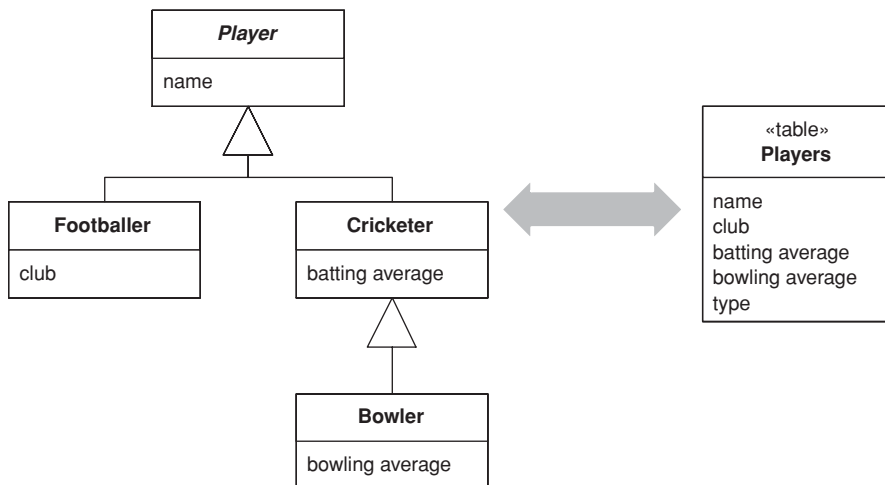 Player
name
Footballer
club
Cricketer
batting average
Bowler
bowling average
«table»
Players
name
club
batting average
bowling average
type